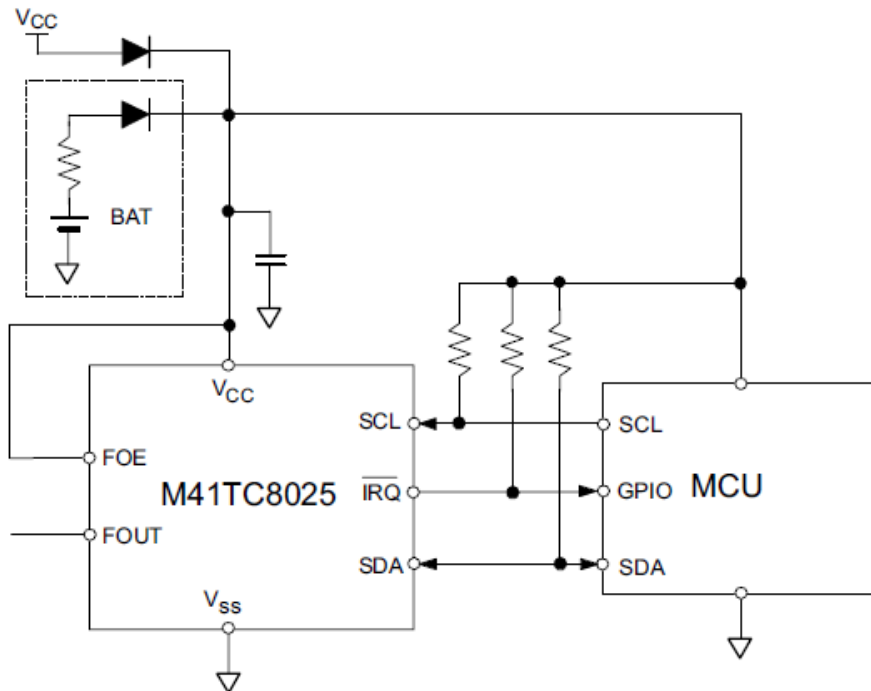 VCC
BAT
VCC
SCL
SCL
FOE
M41TC8025
IRQ
GPIO
MCU
FOUT
SDA
SDA
VSS